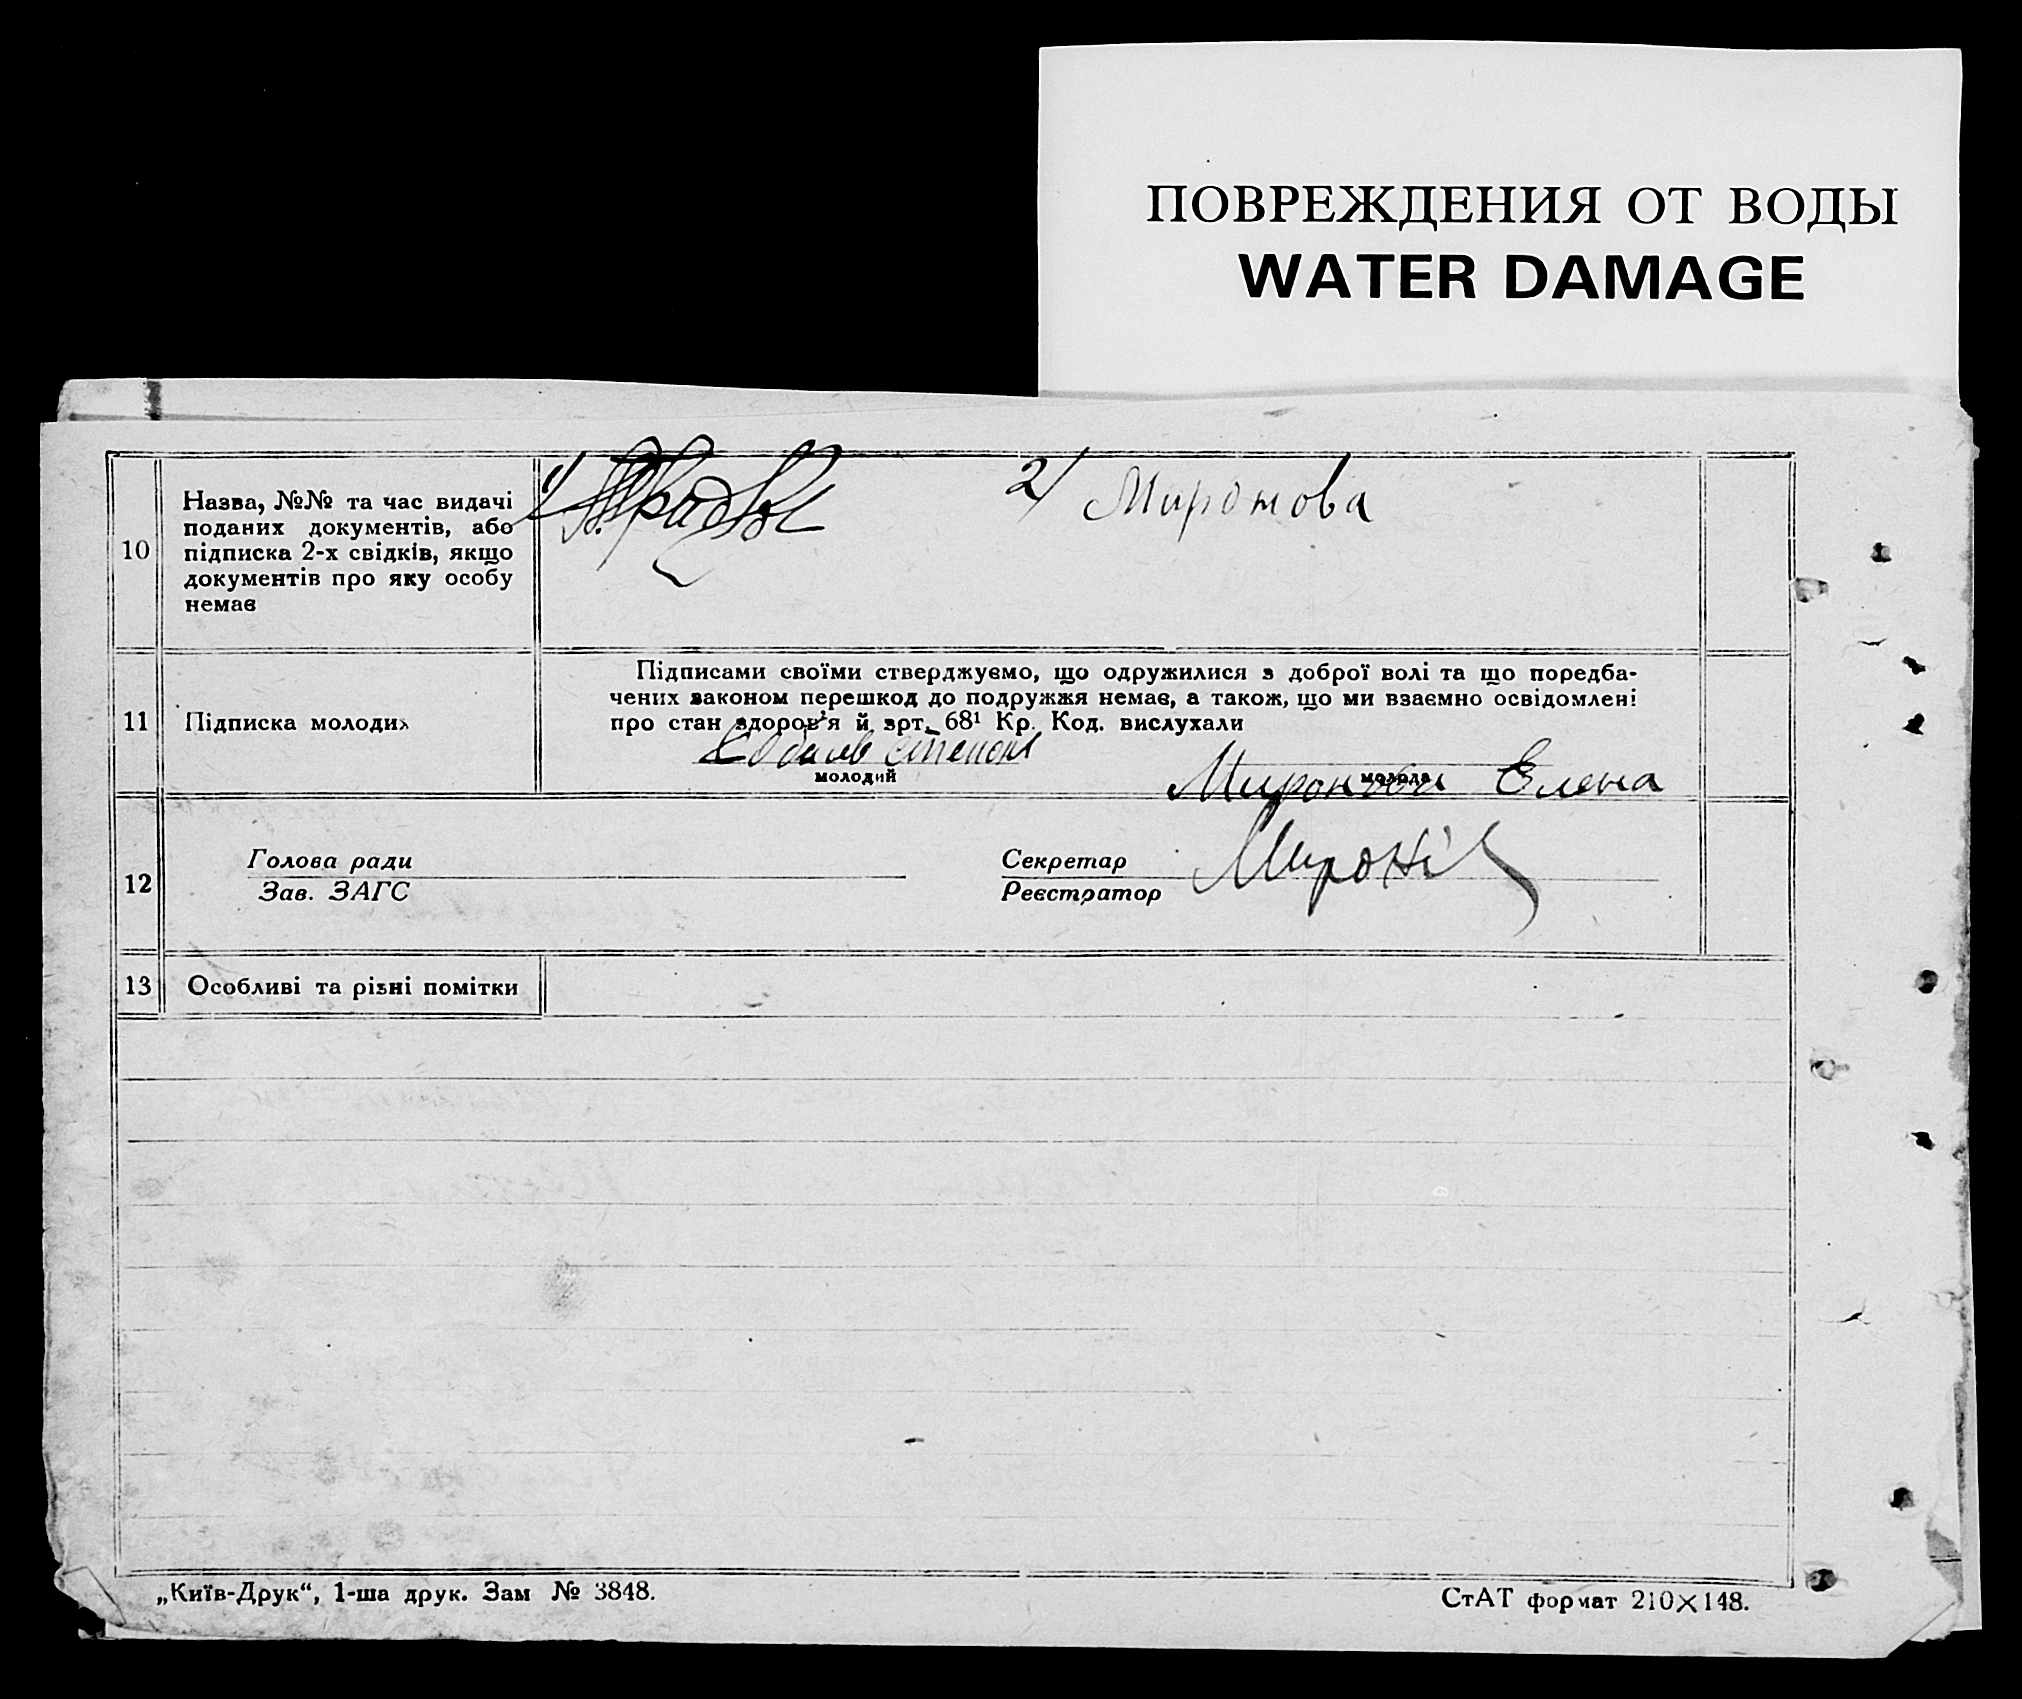 ПОВРЕЖДЕНИЯ ОТ ВОДЫ
WATER DAMAGE
10
Назва, №№ та час видачі
поданих документів, або
підписка 2-х свідків, якщо
документів про яку особу
немає
1/
2/ Миронова
11
Підписка молодих
Підписами своїми стверджуємо, що одружилися з доброї волі та що поредба-
чених законом перешкод до подружжя немає, а також, що ми взаємно освідомлені
про стан здоров'я й арт. 68¹ Кр. Код. вислухали
молодий
молода
Миронова Елена
12
Голова ради
Зав. ЗАГС
Секретар
Реєстратор
13
Особливі та різні помітки
„Київ-Друк“, 1-ша друк. Зам № 3848.
СтАТ формат 210×148.